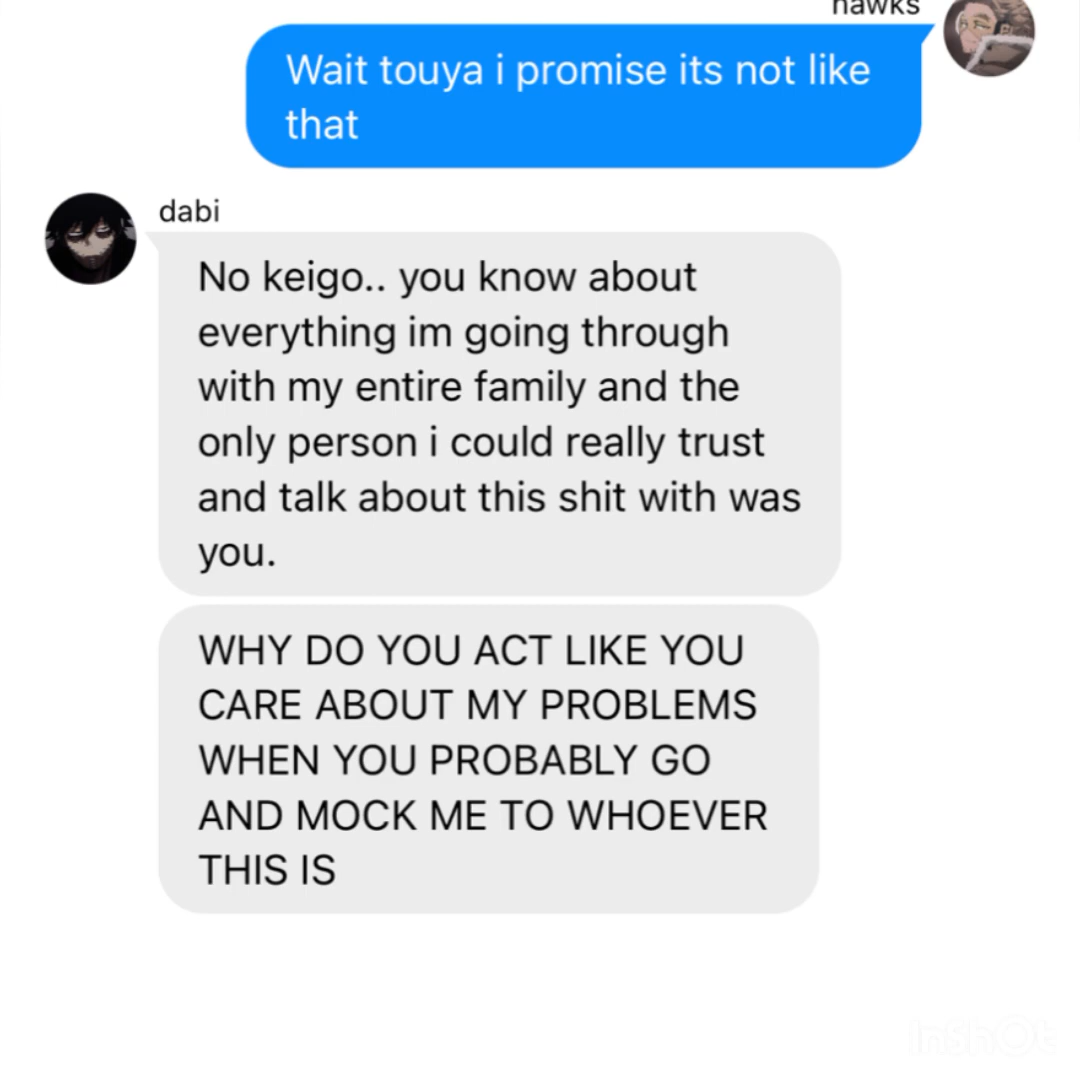 hawks
Wait touya i promise its not like
that
dabi
No keigo.. you know about
everything im going through
with my entire family and the
only person i could really trust
and talk about this shit with was
you.
WHY DO YOU ACT LIKE YOU
CARE ABOUT MY PROBLEMS
WHEN YOU PROBABLY GO
AND MOCK ME TO WHOEVER
THIS IS
InShOt